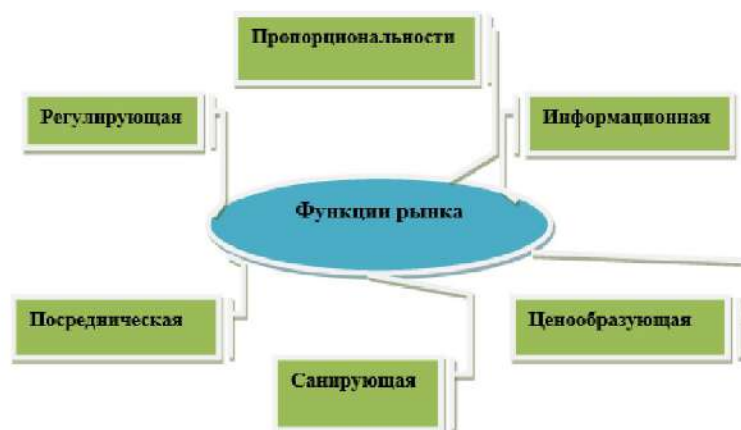 Пропорциональности
Регулирующая
Информационная
Функции рынка
Посредническая
Ценообразующая
Санирующая